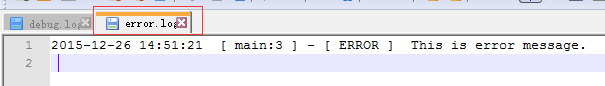 debug.log
error.log
1 2015-12-26 14:51:21 [ main:3 ] - [ ERROR ] This is error message.
2